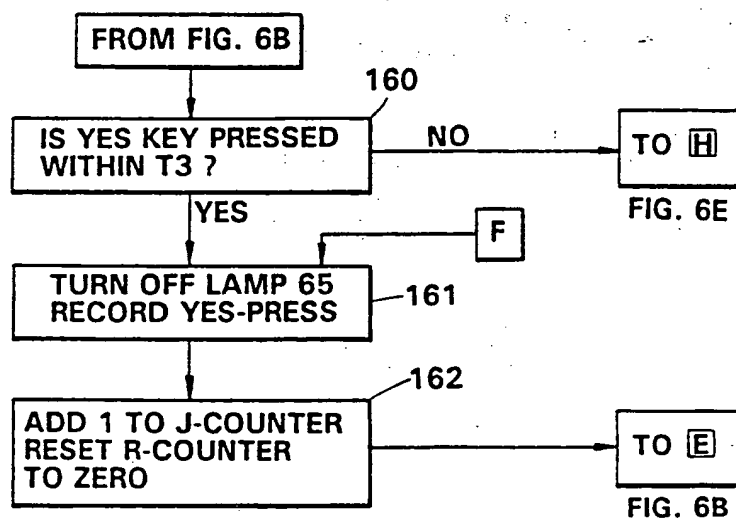 FROM FIG. 6B
160
IS YES KEY PRESSED
WITHIN T3 ?
NO
TO H
FIG. 6E
YES
F
TURN OFF LAMP 65
RECORD YES-PRESS
161
162
ADD 1 TO J-COUNTER
RESET R-COUNTER
TO ZERO
TO E
FIG. 6B